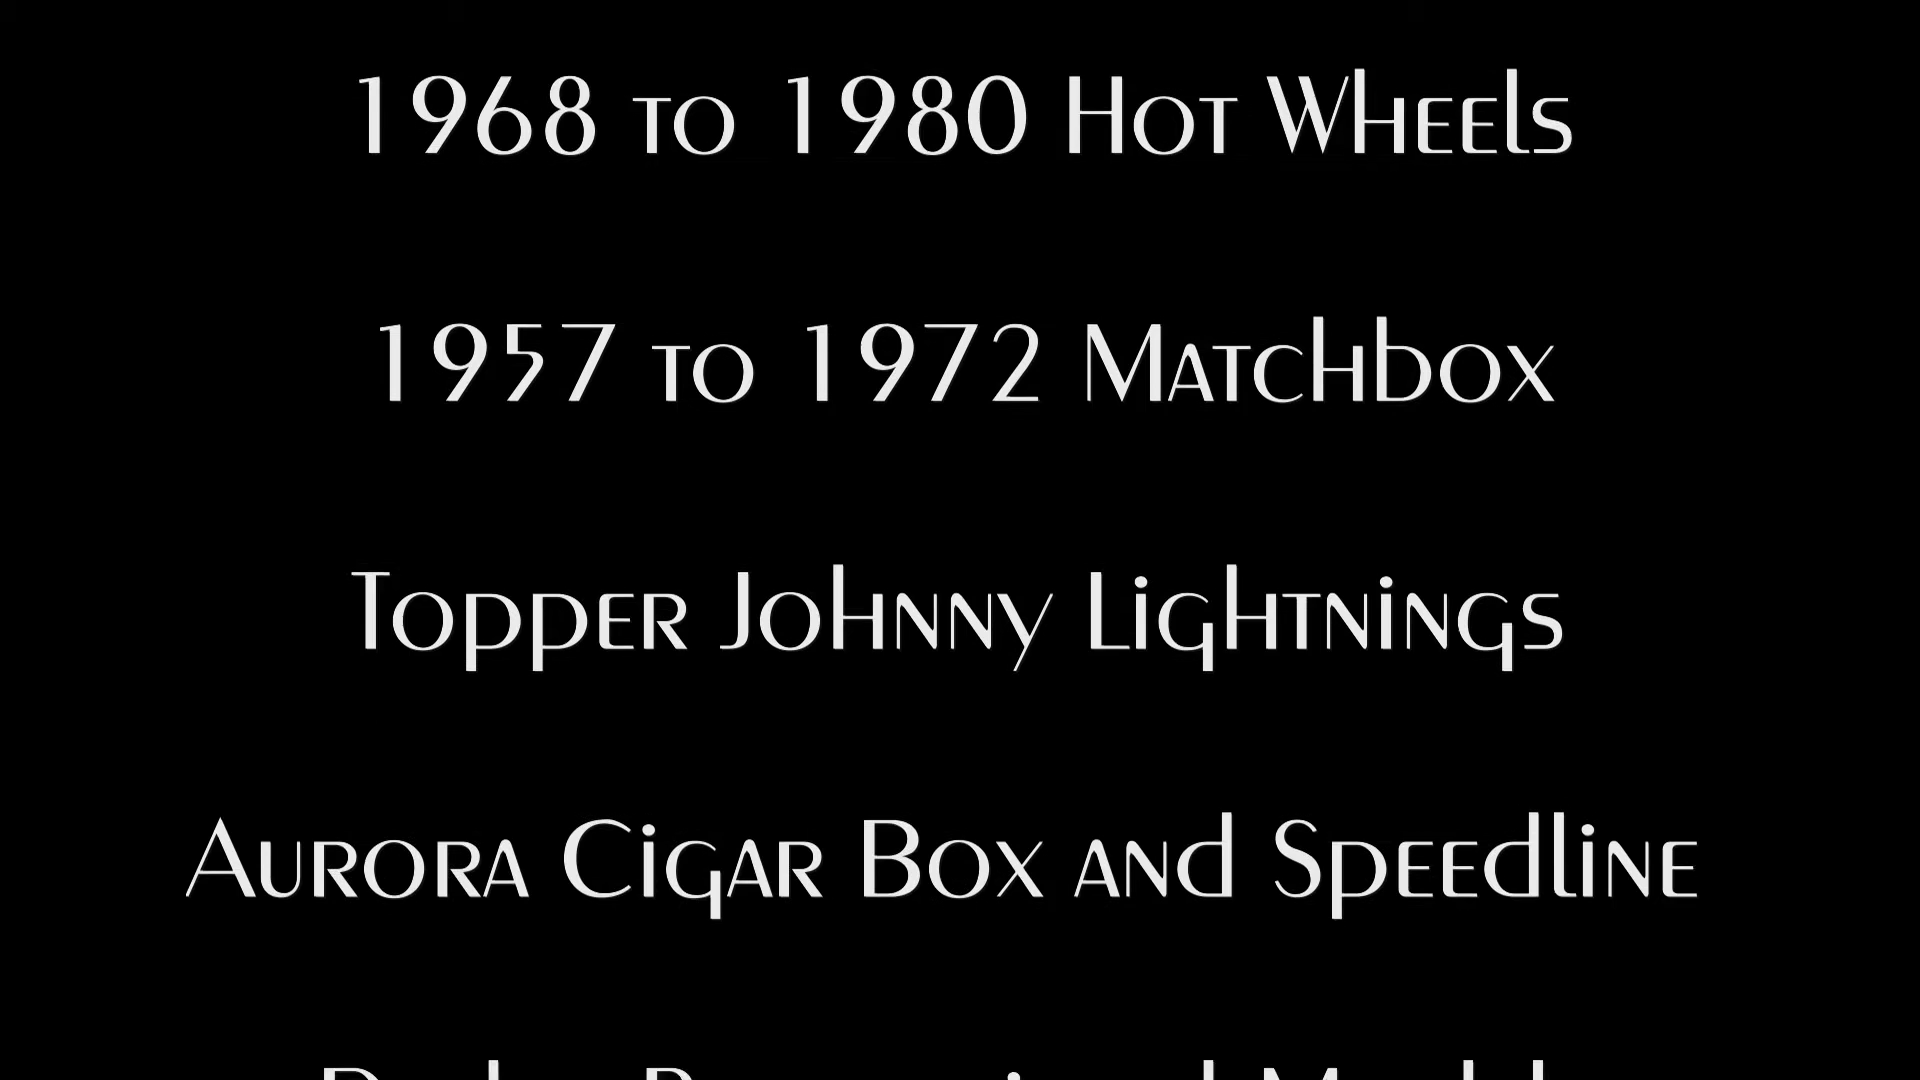 1968 to 1980 Hot Wheels
1957 to 1972 Matchbox
Topper Johnny Lightnings
Aurora Cigar Box and Speedline